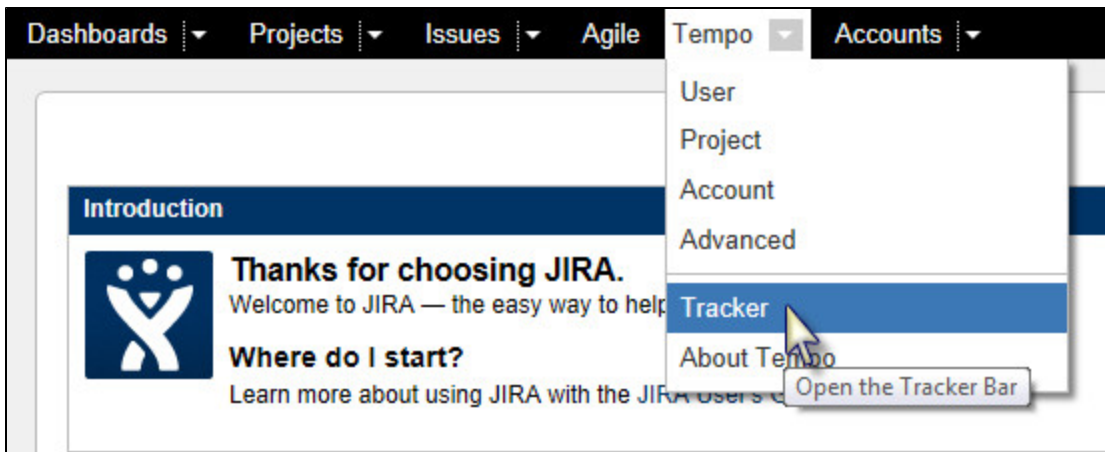 Dashboards Projects Issues Agile Tempo Accounts
User
Project
Account
Advanced
Tracker
About Tempo
Open the Tracker Bar
Introduction
Thanks for choosing JIRA.
Welcome to JIRA — the easy way to help
Where do I start?
Learn more about using JIRA with the JIRA User's